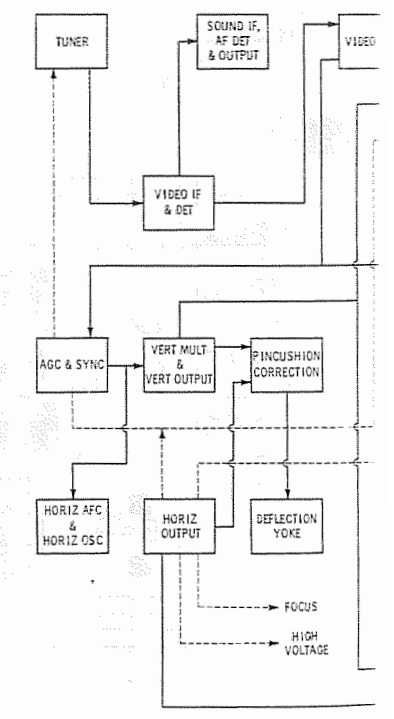 TUNER
SOUND IF,
AF DET
& OUTPUT
VIDEO
VIDEO IF
& DET
AGC & SYNC
VERT MULT
&
VERT OUTPUT
PINCUSHION
CORRECTION
HORIZ AFC
&
HORIZ OSC
HORIZ
OUTPUT
DEFLECTION
YOKE
FOCUS
HIGH
VOLTAGE